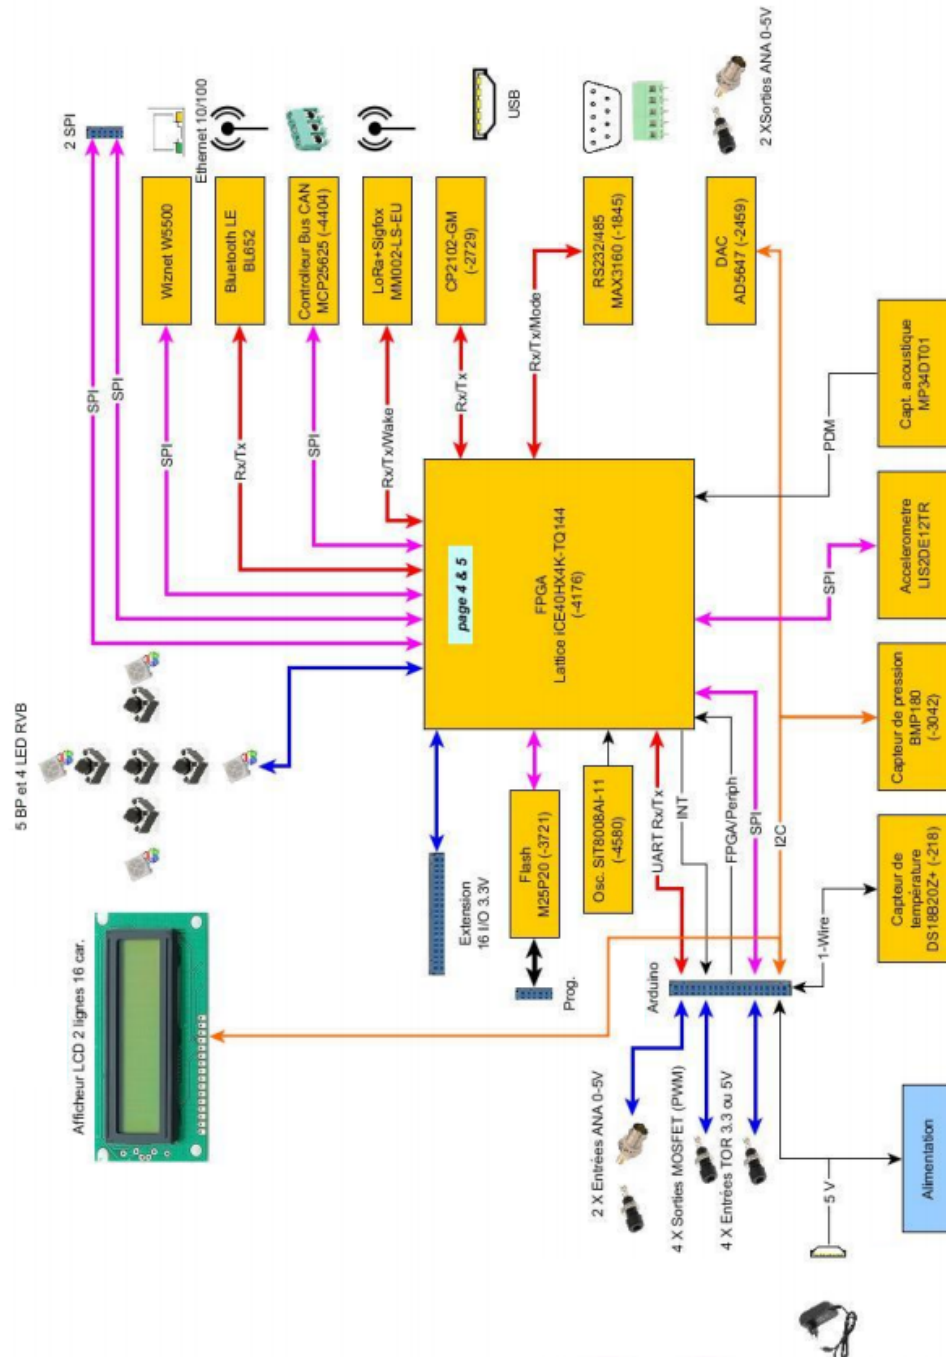 5 BP et 4 LED RVB
2 SPI
Ethernet 10/100
USB
2 XSorties ANA 0-5V
Wiznet W5500
Bluetooth LE
BL652
Controlleur Bus CAN
MCP25625 (-4404)
LoRa+Sigfox
MM002-LS-EU
CP2102-GM
(-2729)
RS232/485
MAX3160 (-1845)
DAC
AD5647 (-2459)
SPI
SPI
SPI
Rx/Tx
SPI
Rx/Tx/Wake
Rx/Tx
Rx/Tx/Mode
Afficheur LCD 2 lignes 16 car.
Extension
16 I/O 3.3V
page 4 & 5
FPGA
Lattice iCE40HX4K-TQ144
(-4176)
Prog.
Flash
M25P20 (-3721)
Osc. SiT8008AI-11
(-4580)
Arduino
UART Rx/Tx
INT
FPGA/Periph
SPI
I2C
1-Wire
SPI
PDM
2 X Entrées ANA 0-5V
4 X Sorties MOSFET (PWM)
4 X Entrées TOR 3.3 ou 5V
5 V
Alimentation
Capteur de
température
DS18B20Z+ (-218)
Capteur de pression
BMP180
(-3042)
Accelerometre
LIS2DE12TR
Capt. acoustique
MP34DT01